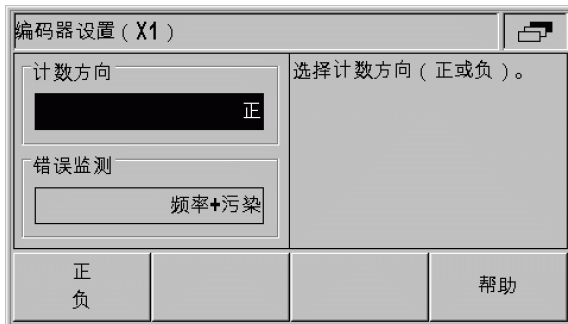 编码器设置（X1）
计数方向
正
错误监测
频率+污染
选择计数方向（正或负）。
正
负
帮助